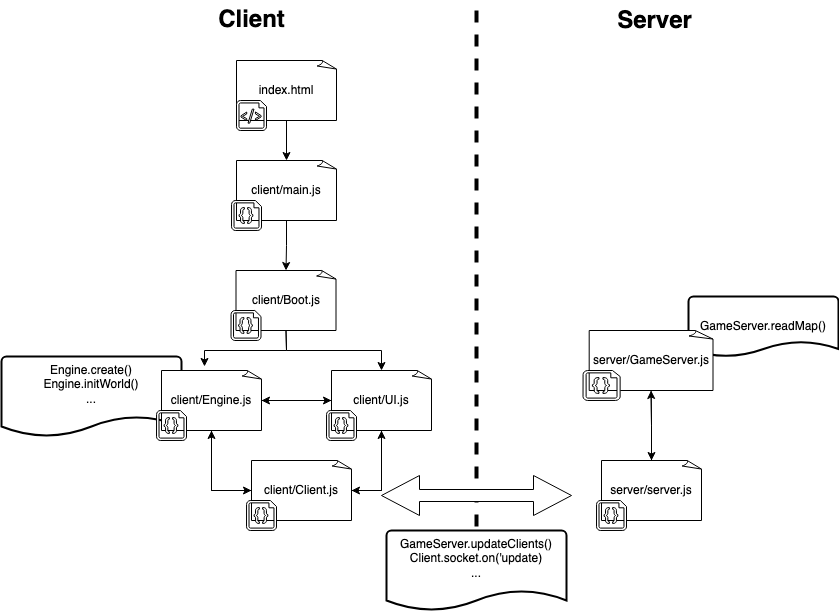 Client
Server
index.html
</>
client/main.js
{}
client/Boot.js
{}
GameServer.readMap()
server/GameServer.js
{}
Engine.create()
Engine.initWorld()
...
client/Engine.js
{}
client/UI.js
{}
client/Client.js
{}
server/server.js
{}
GameServer.updateClients()
Client.socket.on('update)
...